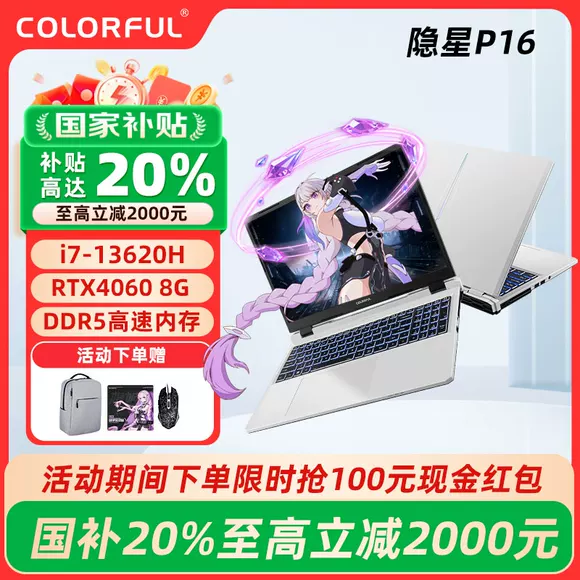 COLORFUL®
隐星P16
国家补贴
补贴高达
20%
至高立减2000元
i7-13620H
RTX4060 8G
DDR5高速内存
活动下单赠
COLORFUL
活动期间下单限时抢100元现金红包
国补20%至高立减2000元